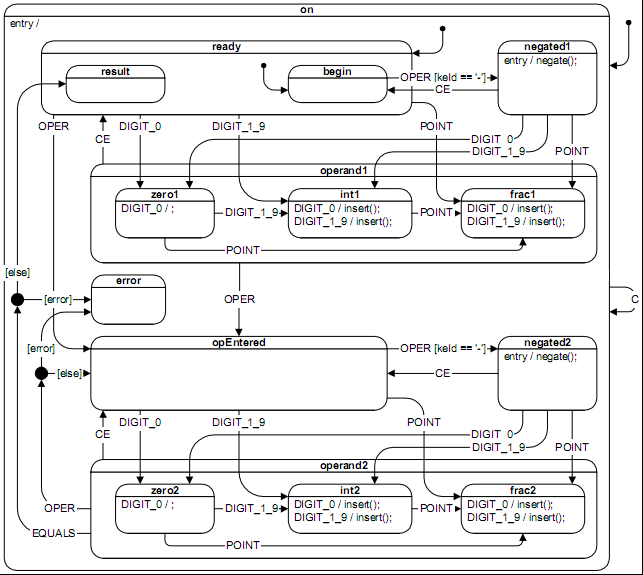 on
entry /
ready
negated1
result
begin
OPER [keId == '-']
entry / negate();
CE
OPER
DIGIT_0
DIGIT_1_9
POINT
CE
DIGIT_0
DIGIT_1_9
POINT
operand1
zero1
int1
frac1
DIGIT_0 / ;
DIGIT_1_9
DIGIT_0 / insert();
DIGIT_1_9 / insert();
POINT
DIGIT_0 / insert();
DIGIT_1_9 / insert();
POINT
[else]
error
[error]
OPER
C
opEntered
negated2
[error]
OPER [keId == '-']
entry / negate();
[else]
CE
DIGIT_0
DIGIT_1_9
POINT
CE
DIGIT_0
DIGIT_1_9
POINT
operand2
zero2
int2
frac2
DIGIT_0 / ;
DIGIT_1_9
DIGIT_0 / insert();
DIGIT_1_9 / insert();
POINT
DIGIT_0 / insert();
DIGIT_1_9 / insert();
OPER
EQUALS
POINT